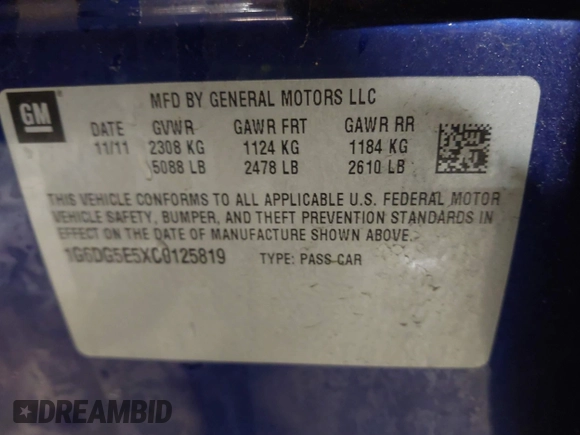 GM
MFD BY GENERAL MOTORS LLC
DATE GVWR GAWR FRT GAWR RR
11/11 2308 KG 1124 KG 1184 KG
5088 LB 2478 LB 2610 LB
THIS VEHICLE CONFORMS TO ALL APPLICABLE U.S. FEDERAL MOTOR
VEHICLE SAFETY, BUMPER, AND THEFT PREVENTION STANDARDS IN
EFFECT ON THE DATE OF MANUFACTURE SHOWN ABOVE.
1G6DG5E5XC0125819 TYPE: PASS CAR
DREAMBID